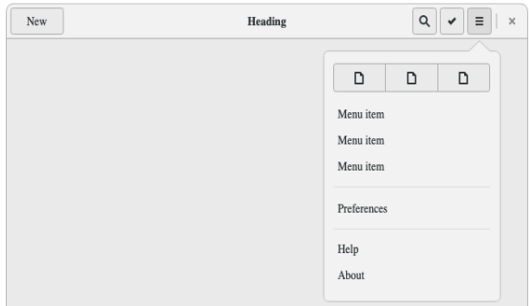 New
Heading
Menu item
Menu item
Menu item
Preferences
Help
About